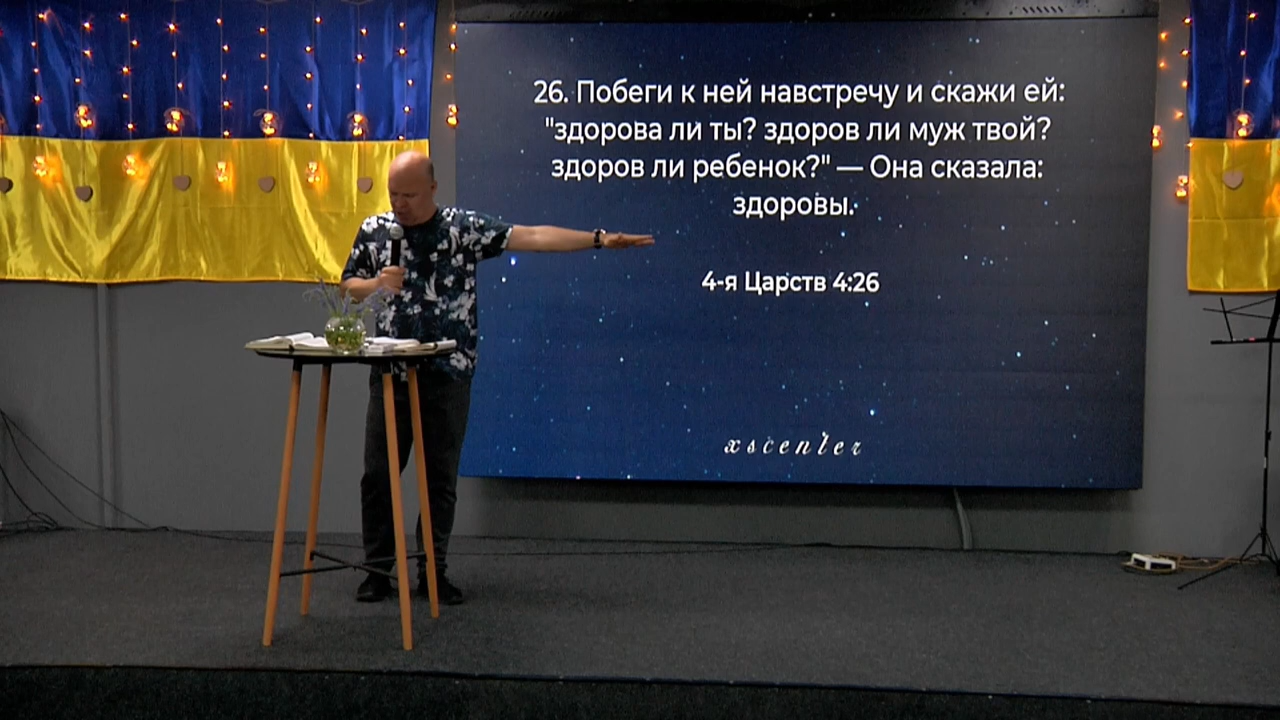 26. Побеги к ней навстречу и скажи ей:
"здорова ли ты? здоров ли муж твой?
здоров ли ребенок?" — Она сказала:
здоровы.
4-я Царств 4:26
xscenter